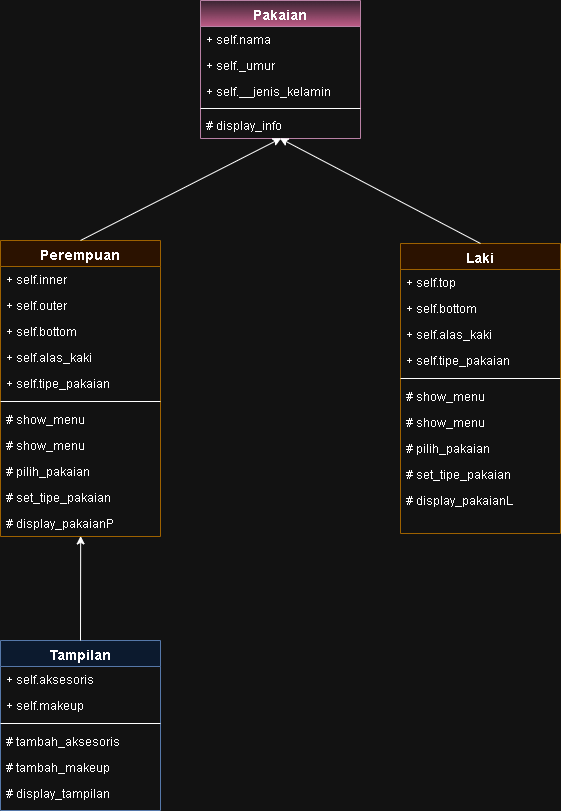 Pakaian
+ self.nama
+ self._umur
+ self.__jenis_kelamin
# display_info
Perempuan
+ self.inner
+ self.outer
+ self.bottom
+ self.alas_kaki
+ self.tipe_pakaian
# show_menu
# show_menu
# pilih_pakaian
# set_tipe_pakaian
# display_pakaianP
Laki
+ self.top
+ self.bottom
+ self.alas_kaki
+ self.tipe_pakaian
# show_menu
# show_menu
# pilih_pakaian
# set_tipe_pakaian
# display_pakaianL
Tampilan
+ self.aksesoris
+ self.makeup
# tambah_aksesoris
# tambah_makeup
# display_tampilan